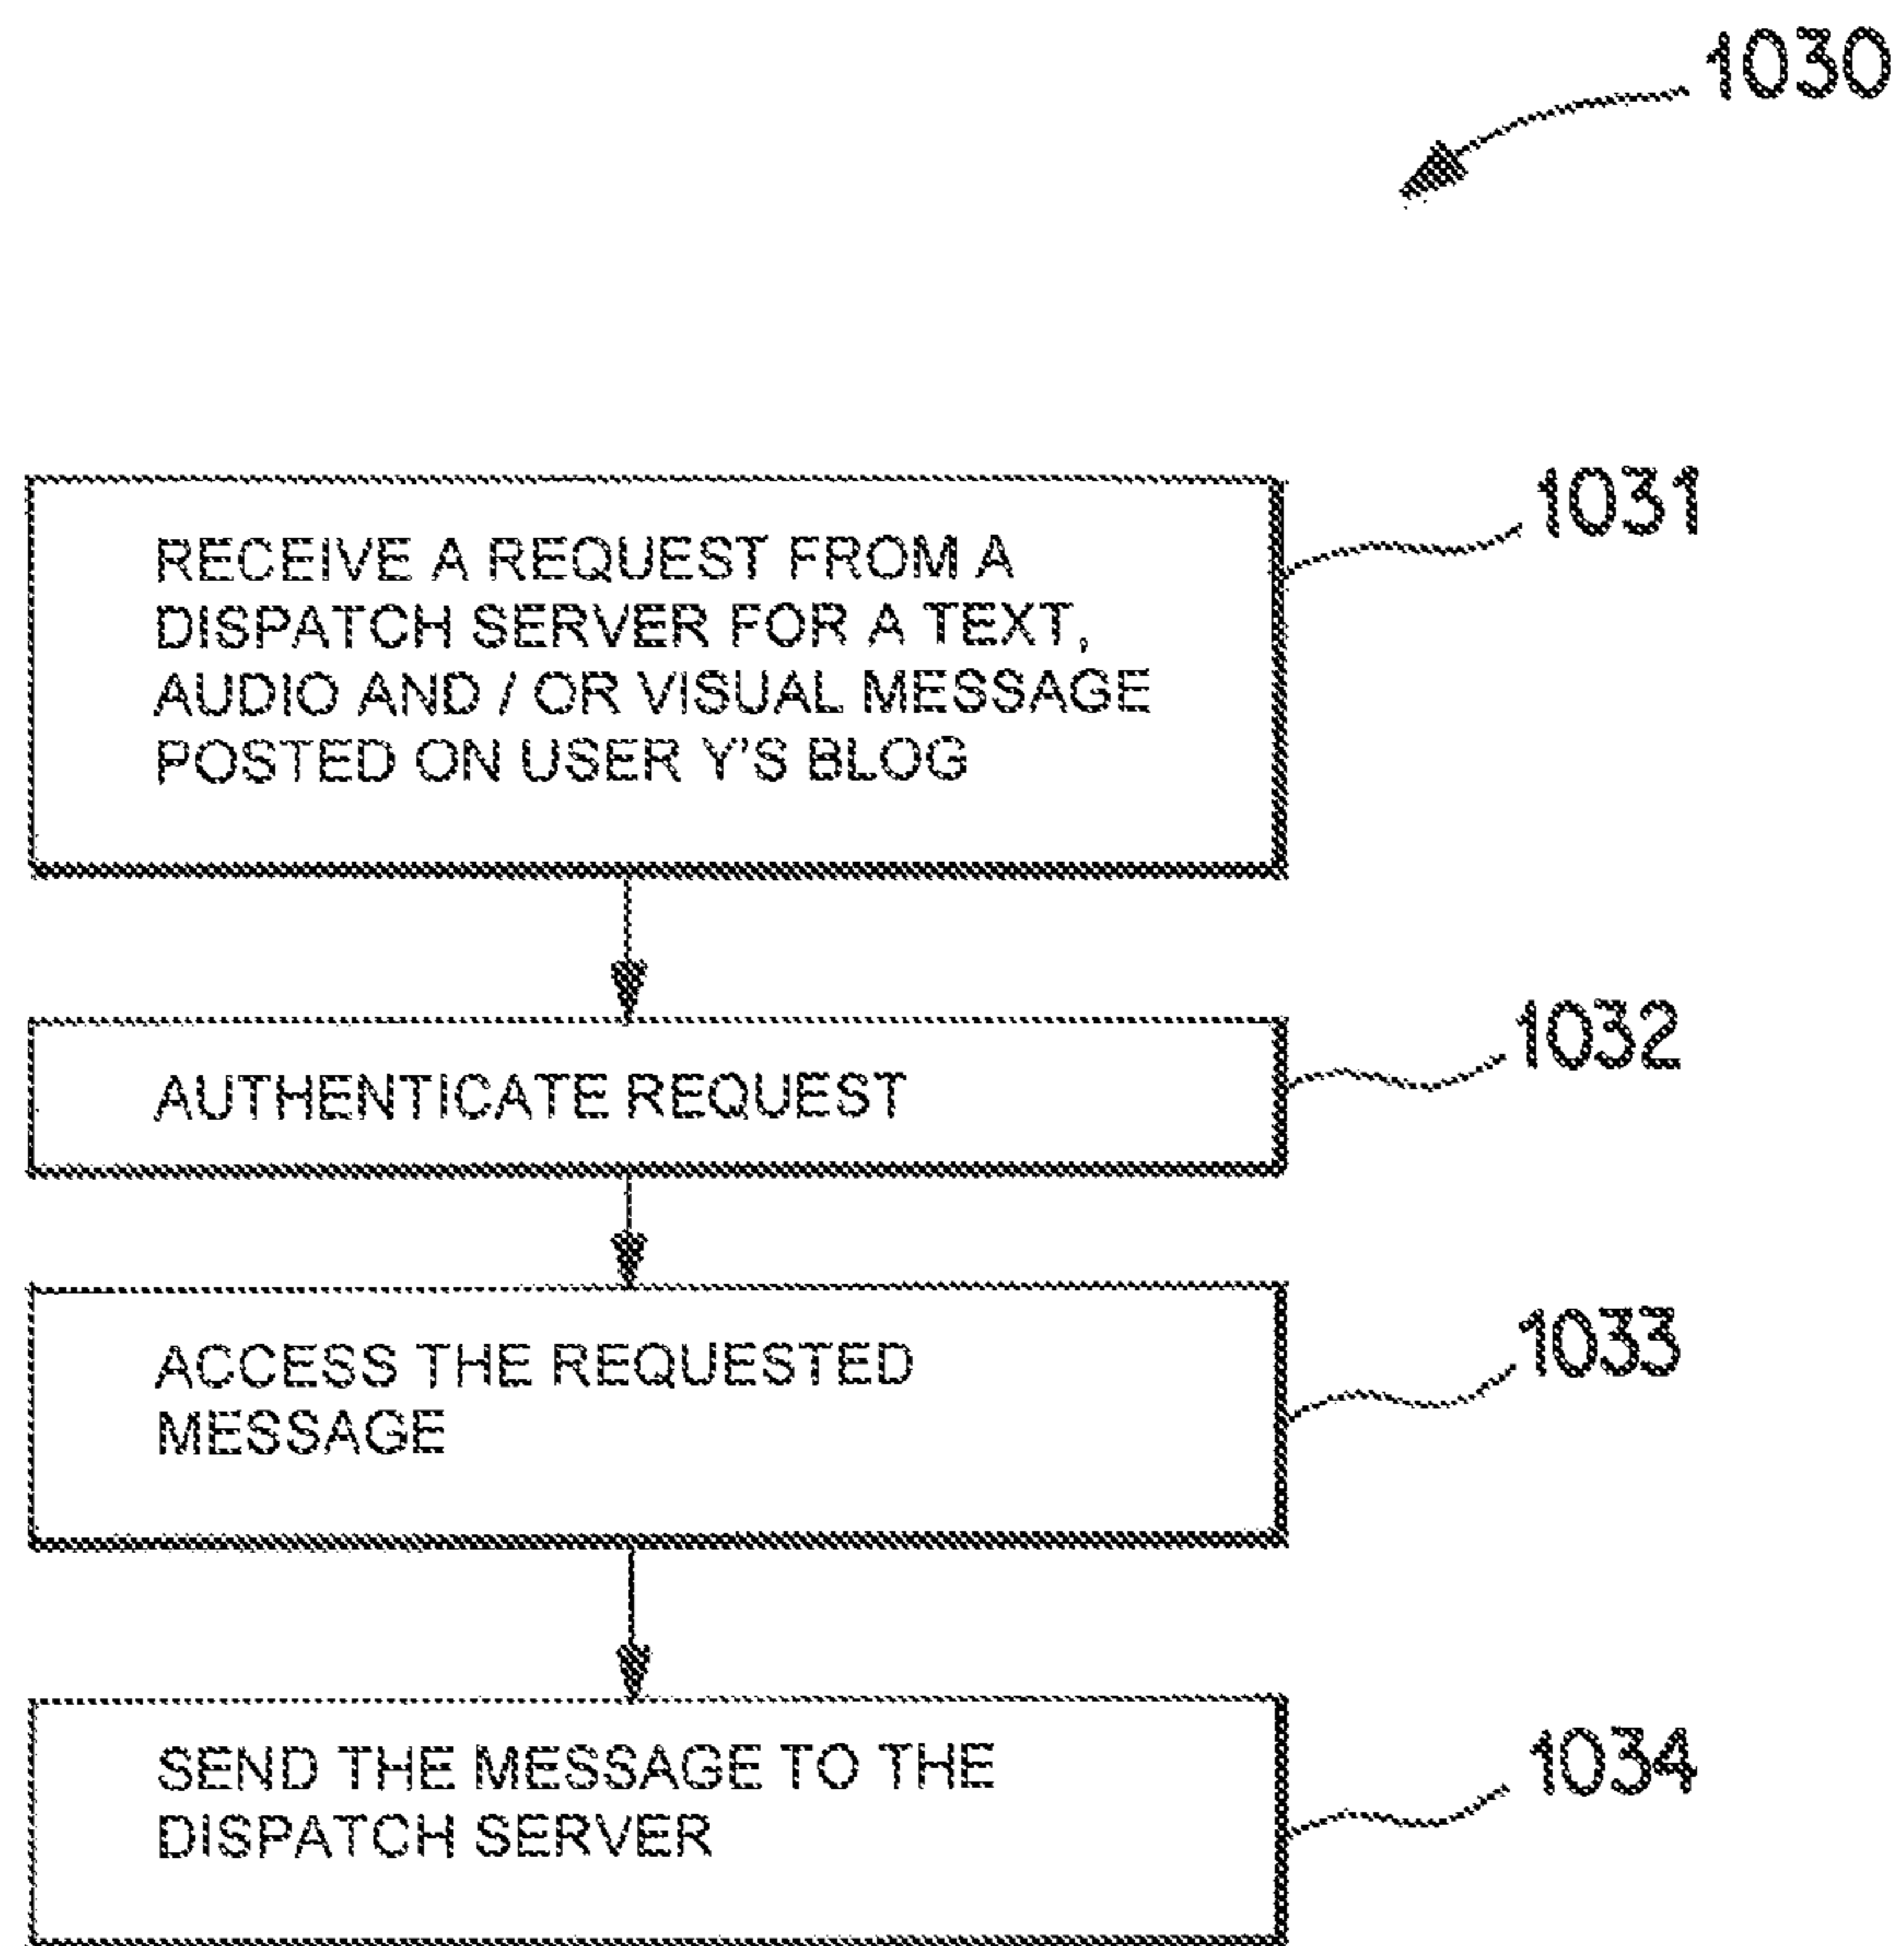 1030
RECEIVE A REQUEST FROM A
DISPATCH SERVER FOR A TEXT,
AUDIO AND / OR VISUAL MESSAGE
POSTED ON USER Y'S BLOG
1031
AUTHENTICATE REQUEST
1032
ACCESS THE REQUESTED
MESSAGE
1033
SEND THE MESSAGE TO THE
DISPATCH SERVER
1034